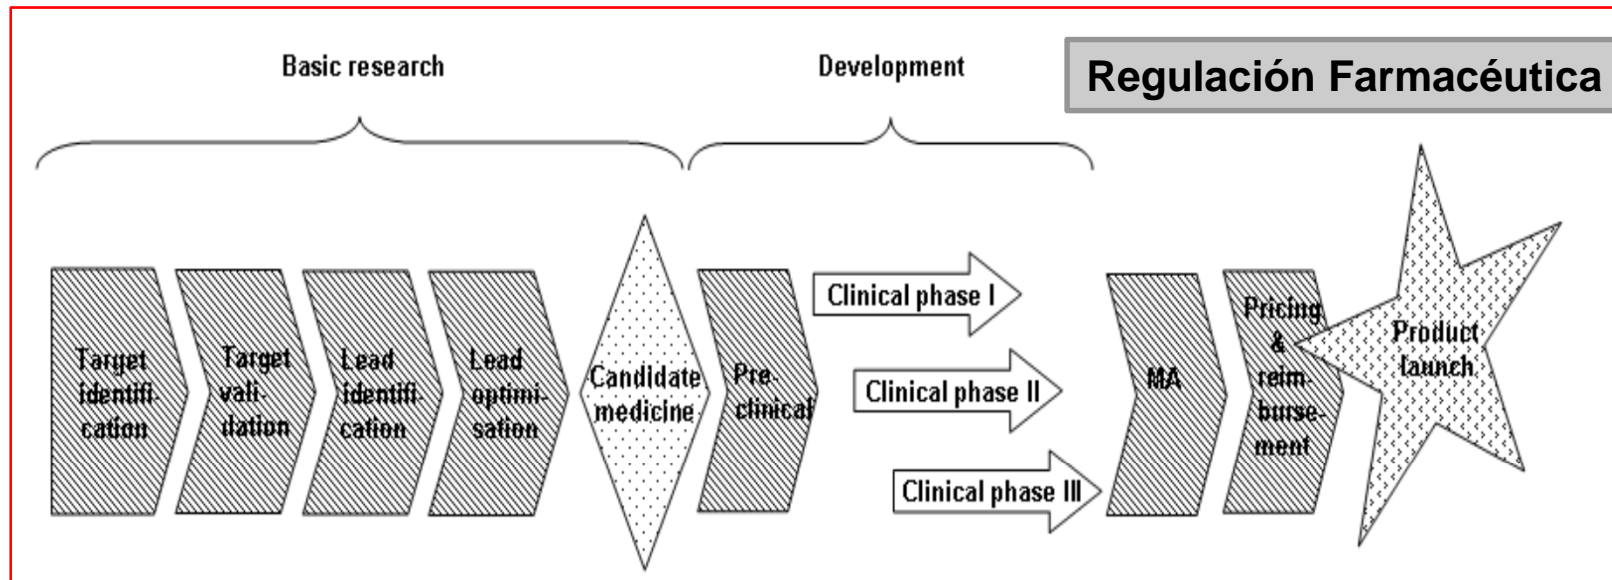 Basic research
Development
Regulación Farmacéutica
Target
identifi-
cation
Target
vali-
dation
Lead
identifi-
cation
Lead
optimi-
sation
Candidate
medicine
Pre-
clinical
Clinical phase I
Clinical phase II
Clinical phase III
MA
Pricing
&
reim-
burse-
ment
Product
launch